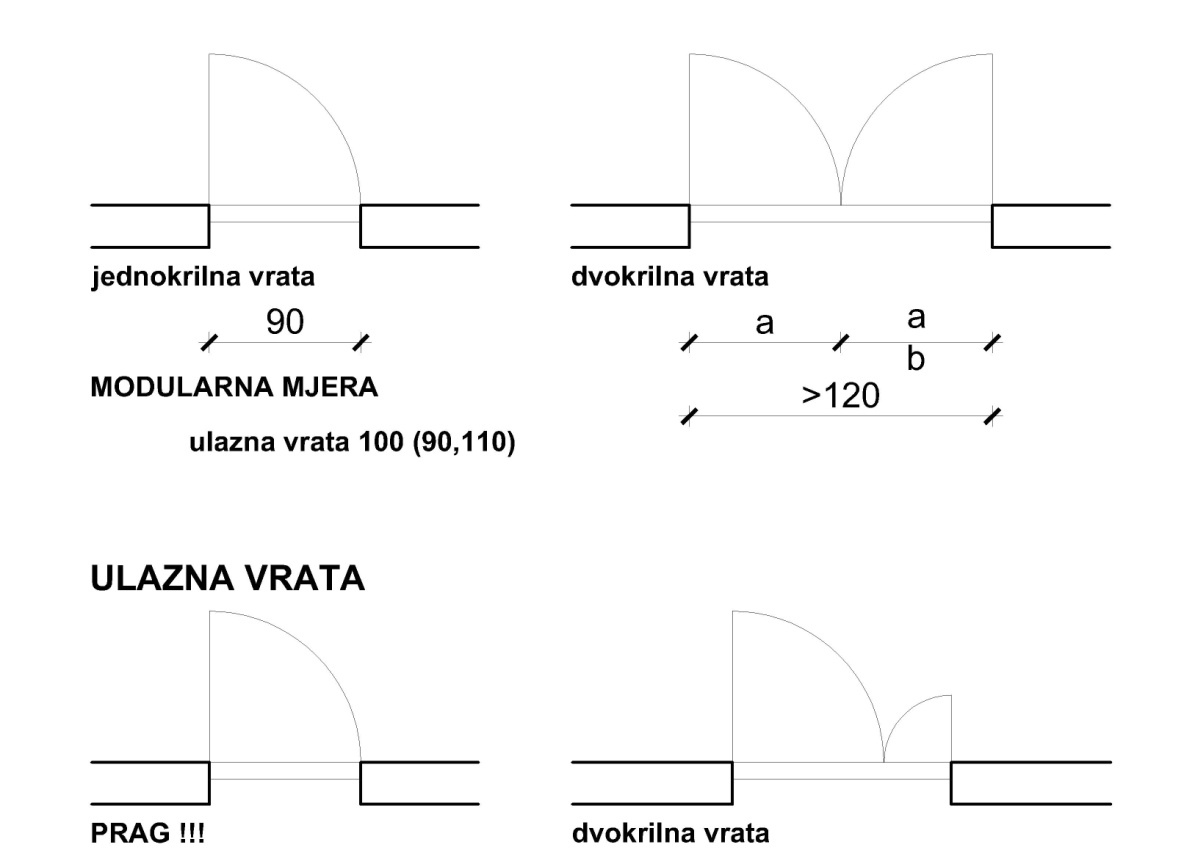 jednokrilna vrata
dvokrilna vrata
90
a
a
b
>120
MODULARNA MJERA
ulazna vrata 100 (90,110)
ULAZNA VRATA
PRAG !!!
dvokrilna vrata